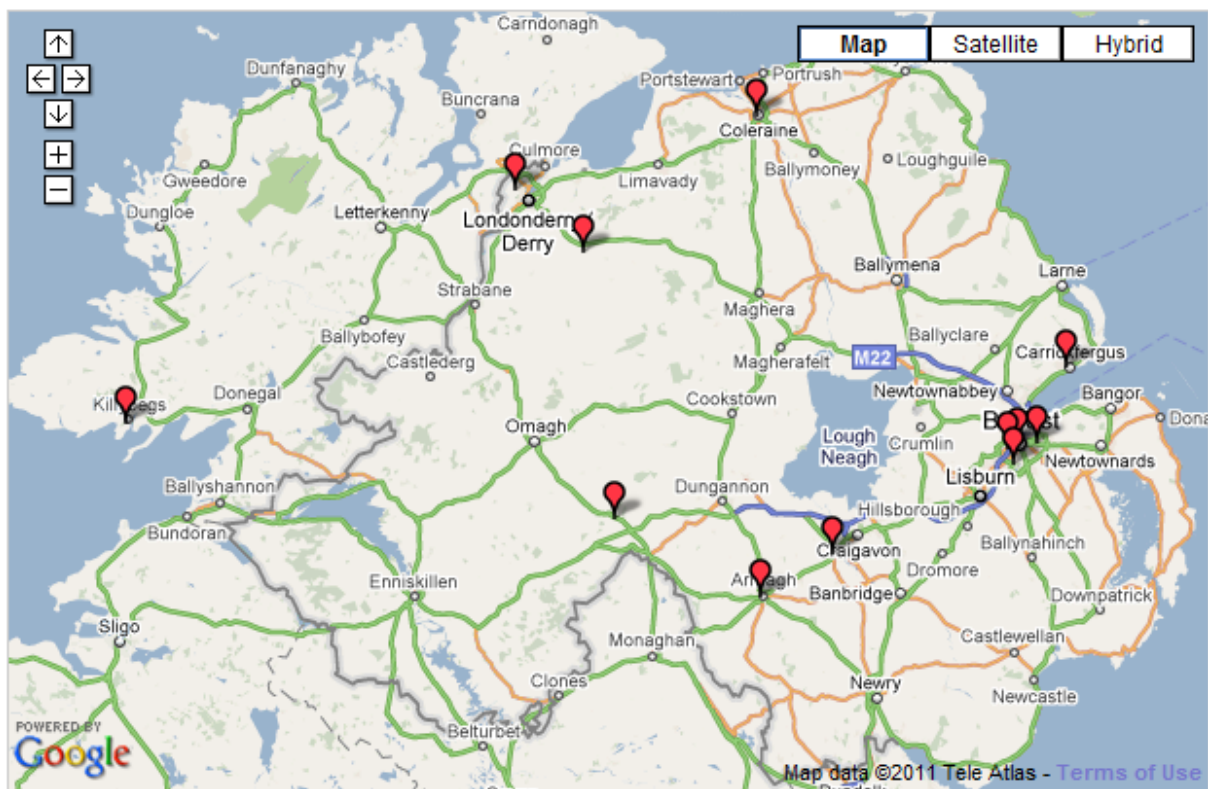 Carndonagh
Map
Satellite
Hybrid
Dunfanaghy
Portstewart
Portrush
Buncrana
Coleraine
Culmore
Ballymoney
Loughguile
Gweedore
Limavady
Dungloe
Letterkenny
Londonderry /
Derry
Ballymena
Larne
Strabane
Maghera
Ballybofey
Ballyclare
Castlederg
Magherafelt
M22
Carrickfergus
Donegal
Newtownabbey
Bangor
Cookstown
Omagh
Crumlin
Lough
Neagh
Newtownards
Lisburn
Ballyshannon
Dungannon
Hillsborough
Bundoran
Craigavon
Ballynahinch
Enniskillen
Armagh
Dromore
Banbridge
Downpatrick
Sligo
Monaghan
Castlewellan
Clones
Newry
Newcastle
POWERED BY
Google
Belturbet
Map data ©2011 Tele Atlas - Terms of Use